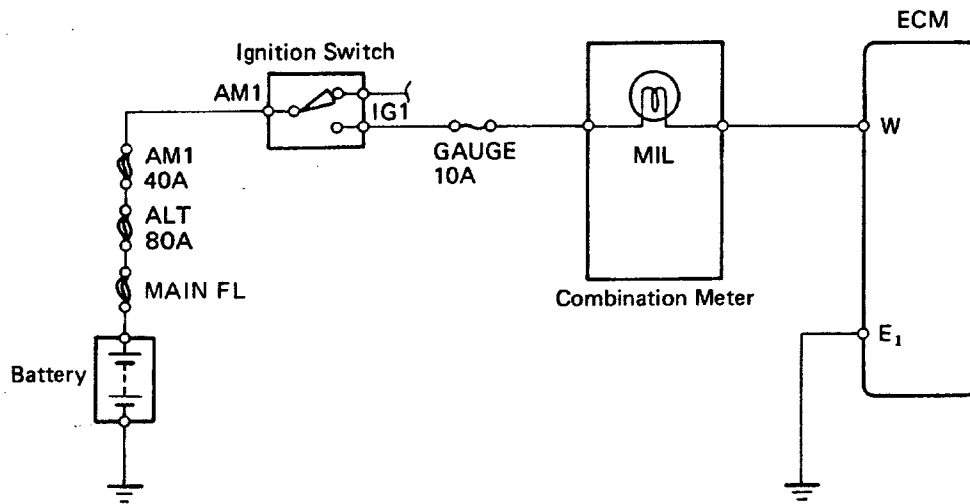 ECM
Ignition Switch
AM1
IG1
W
GAUGE
10A
MIL
AM1
40A
ALT
80A
MAIN FL
Combination Meter
E₁
Battery